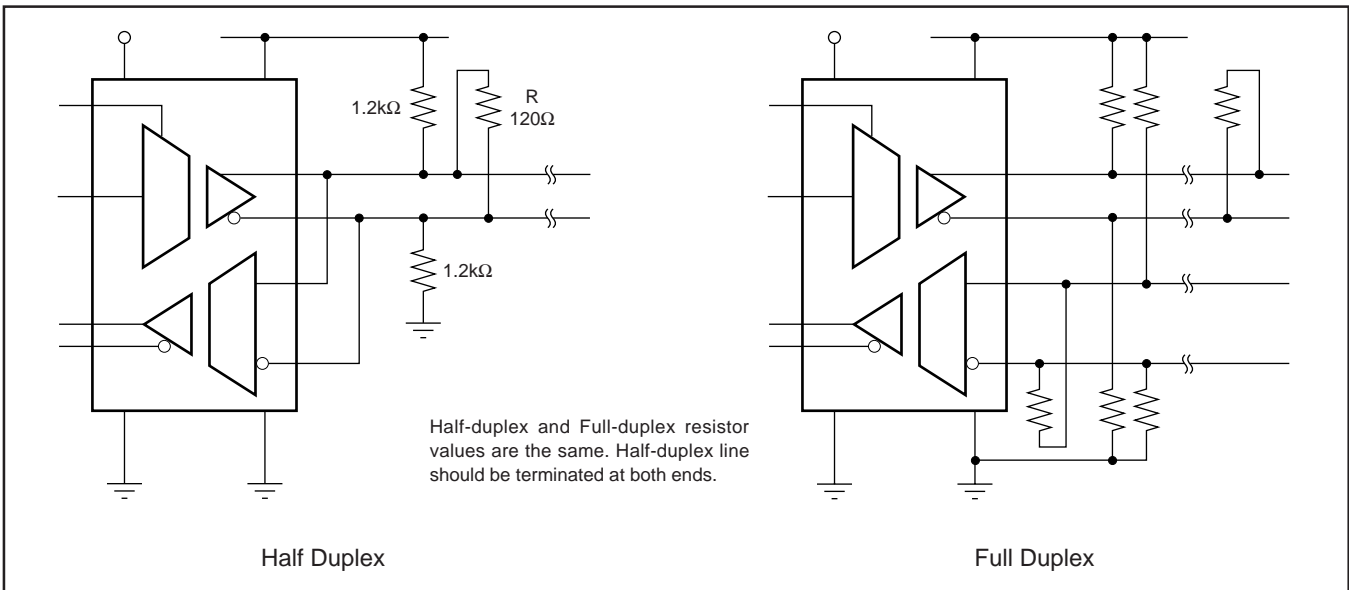 1.2kΩ
R
120Ω
1.2kΩ
Half-duplex and Full-duplex resistor
values are the same. Half-duplex line
should be terminated at both ends.
Half Duplex
Full Duplex